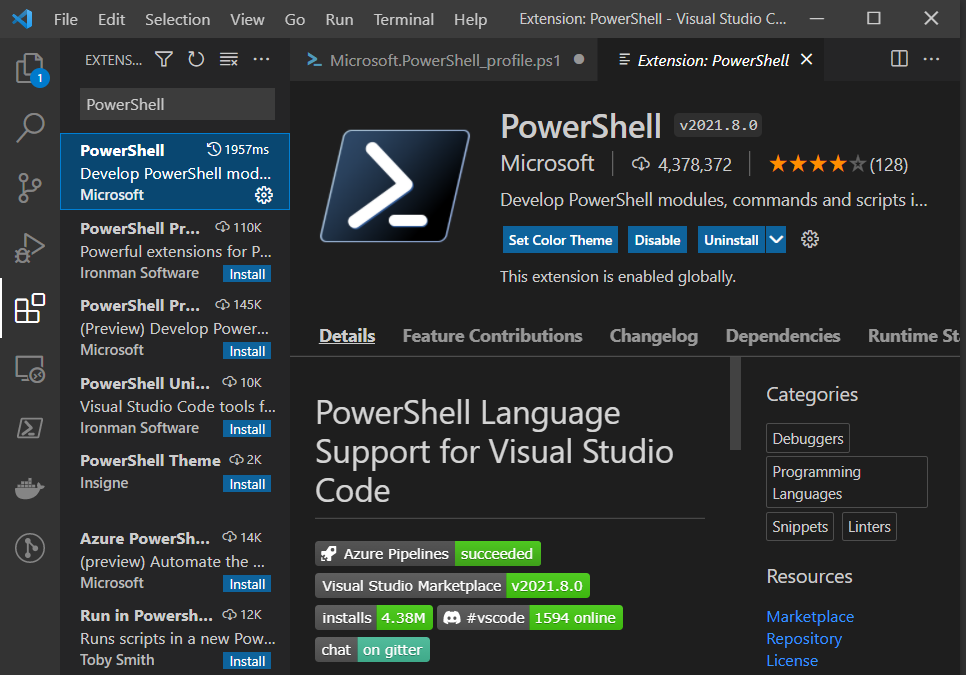 File Edit Selection View Go Run Terminal Help Extension: PowerShell - Visual Studio C...
1
EXTENS...
PowerShell
PowerShell 1957ms
Develop PowerShell mod...
Microsoft
PowerShell Pr... 110K
Powerful extensions for P...
Ironman Software Install
PowerShell Pr... 145K
(Preview) Develop Power...
Microsoft Install
PowerShell Uni... 10K
Visual Studio Code tools f...
Ironman Software Install
PowerShell Theme 2K
Insigne Install
Azure PowerSh... 14K
(preview) Automate the ...
Microsoft Install
Run in Powersh... 12K
Runs scripts in a new Pow...
Toby Smith Install
Microsoft.PowerShell_profile.ps1
Extension: PowerShell
PowerShell v2021.8.0
Microsoft 4,378,372 (128)
Develop PowerShell modules, commands and scripts i...
Set Color Theme Disable Uninstall
This extension is enabled globally.
Details Feature Contributions Changelog Dependencies Runtime St
PowerShell Language
Support for Visual Studio
Code
Azure Pipelines succeeded
Visual Studio Marketplace v2021.8.0
installs 4.38M #vscode 1594 online
chat on gitter
Categories
Debuggers
Programming
Languages
Snippets Linters
Resources
Marketplace
Repository
License